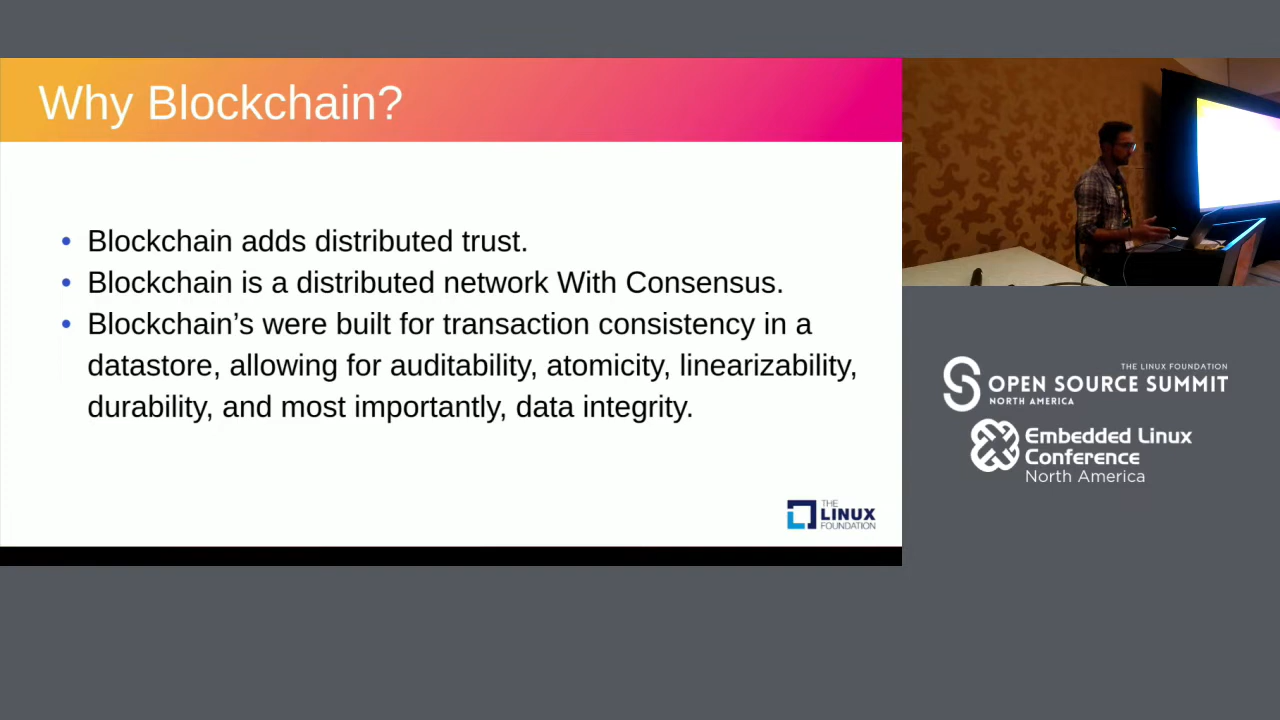 Why Blockchain?
• Blockchain adds distributed trust.
• Blockchain is a distributed network With Consensus.
• Blockchain’s were built for transaction consistency in a
datastore, allowing for auditability, atomicity, linearizability,
durability, and most importantly, data integrity.
THE
LINUX
FOUNDATION
THE LINUX FOUNDATION
OPEN SOURCE SUMMIT
NORTH AMERICA
Embedded Linux
Conference
North America